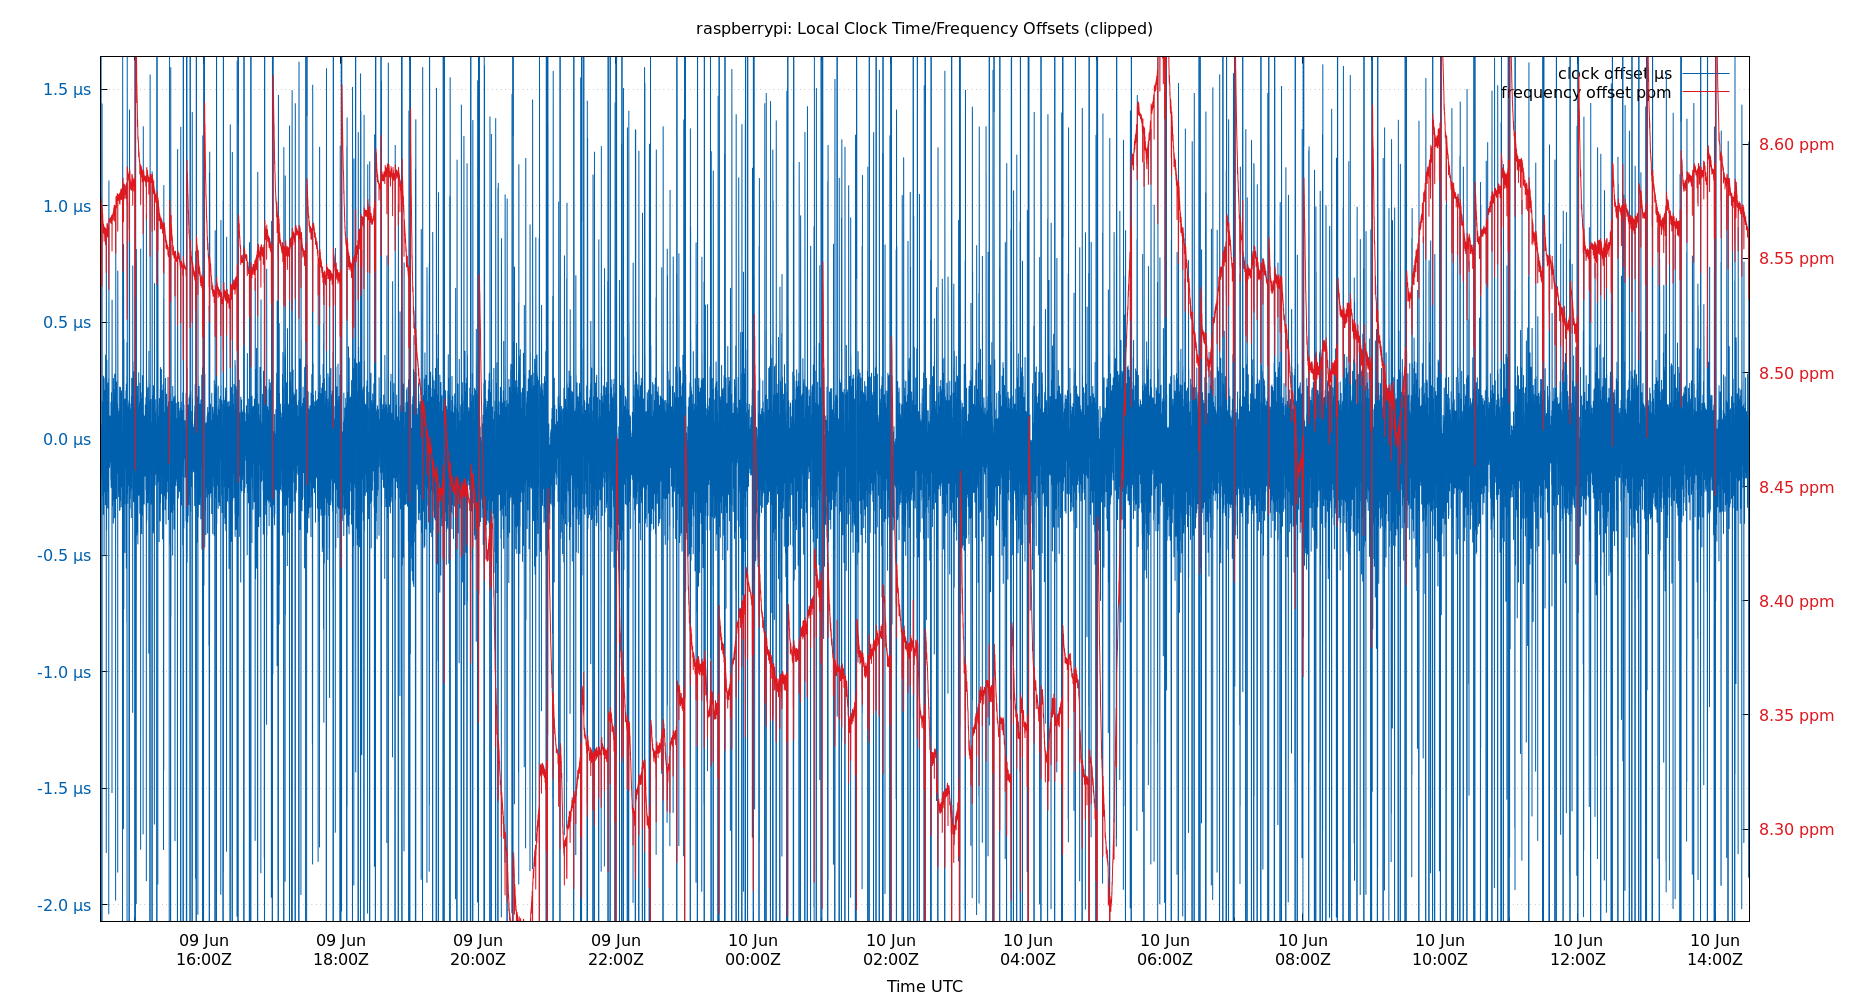 raspberrypi: Local Clock Time/Frequency Offsets (clipped)
clock offset µs
frequency offset ppm
1.5 µs
1.0 µs
0.5 µs
0.0 µs
-0.5 µs
-1.0 µs
-1.5 µs
-2.0 µs
8.60 ppm
8.55 ppm
8.50 ppm
8.45 ppm
8.40 ppm
8.35 ppm
8.30 ppm
09 Jun 09 Jun 09 Jun 09 Jun 10 Jun 10 Jun 10 Jun 10 Jun 10 Jun 10 Jun 10 Jun 10 Jun
16:00Z 18:00Z 20:00Z 22:00Z 00:00Z 02:00Z 04:00Z 06:00Z 08:00Z 10:00Z 12:00Z 14:00Z
Time UTC